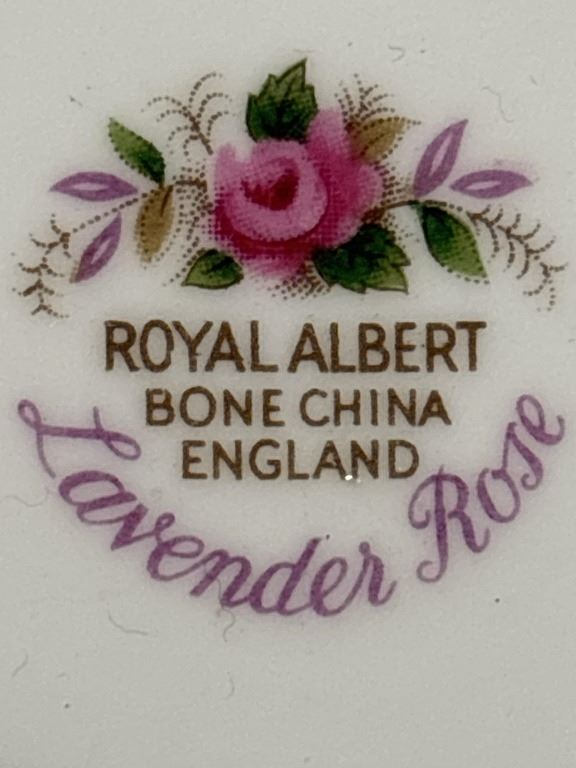 ROYAL ALBERT
BONE CHINA
ENGLAND
Lavender Rose